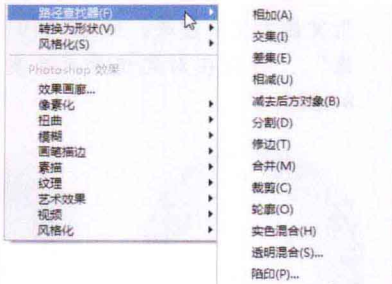 路径查找器(F)
转换为形状(V)
风格化(S)
Photoshop 效果
效果画廊...
像素化
扭曲
模糊
画笔描边
素描
纹理
艺术效果
视频
风格化
相加(A)
交集(I)
差集(E)
相减(U)
减去后方对象(B)
分割(D)
修边(T)
合并(M)
裁剪(C)
轮廓(O)
实色混合(H)
透明混合(S)...
陷印(P)...